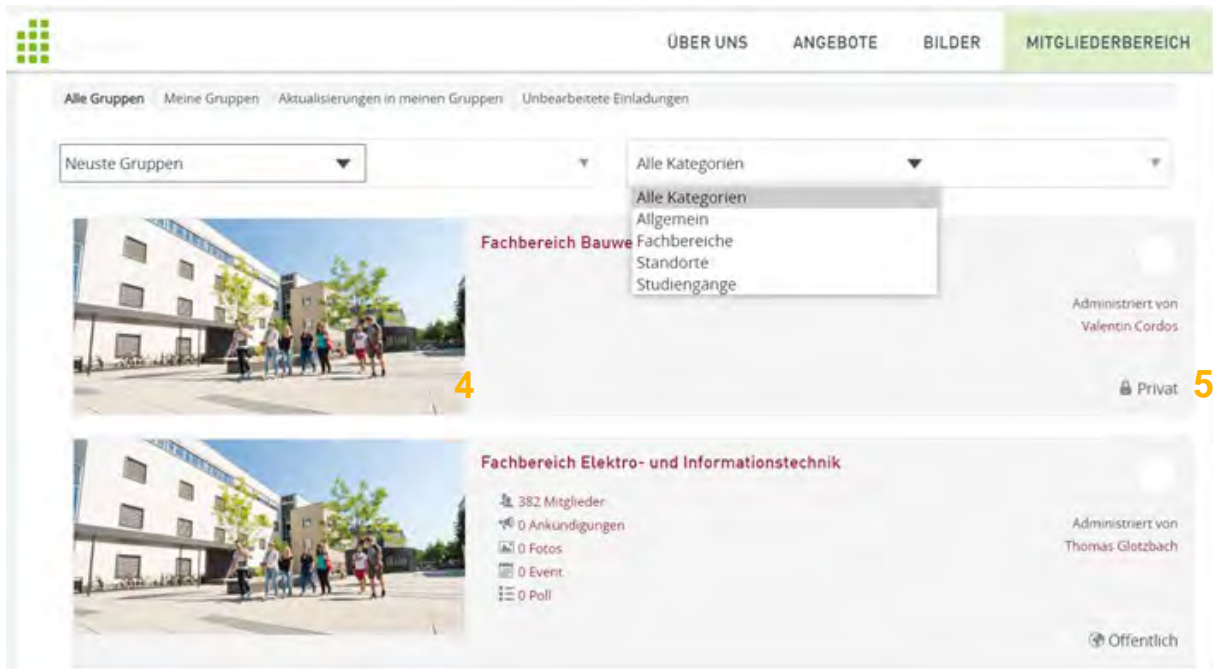 ÜBER UNS ANGEBOTE BILDER MITGLIEDERBEREICH
Alle Gruppen Meine Gruppen Aktualisierungen in meinen Gruppen Unbearbeitete Einladungen
Neuste Gruppen
Alle Kategorien
Alle Kategorien
Allgemein
Fachbereiche
Standorte
Studiengänge
Fachbereich Bauwe
Administriert von
Valentin Cordos
4
Privat 5
Fachbereich Elektro- und Informationstechnik
382 Mitglieder
0 Ankündigungen
0 Fotos
0 Event
0 Poll
Administriert von
Thomas Glotzbach
Öffentlich